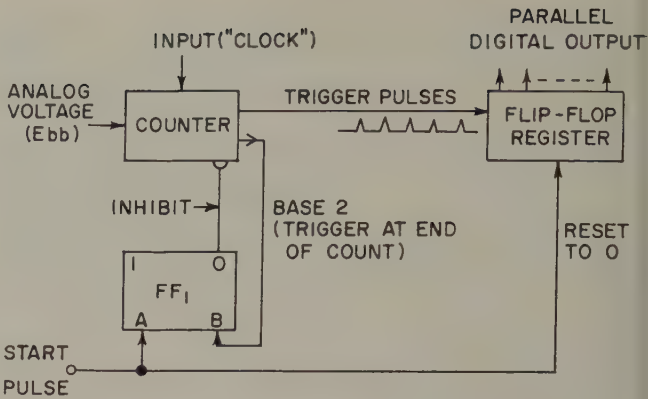 PARALLEL
DIGITAL OUTPUT
INPUT ("CLOCK")
ANALOG
VOLTAGE
(Ebb)
COUNTER
TRIGGER PULSES
FLIP-FLOP
REGISTER
INHIBIT
BASE 2
(TRIGGER AT END
OF COUNT)
RESET
TO 0
1 0
FF1
A B
START
PULSE